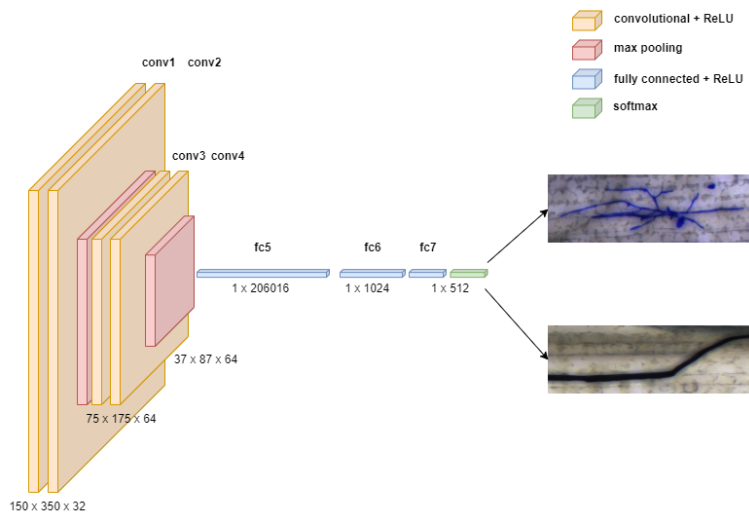 convolutional + ReLU
max pooling
fully connected + ReLU
softmax
conv1 conv2
conv3 conv4
fc5 fc6 fc7
1 x 206016 1 x 1024 1 x 512
37 x 87 x 64
75 x 175 x 64
150 x 350 x 32